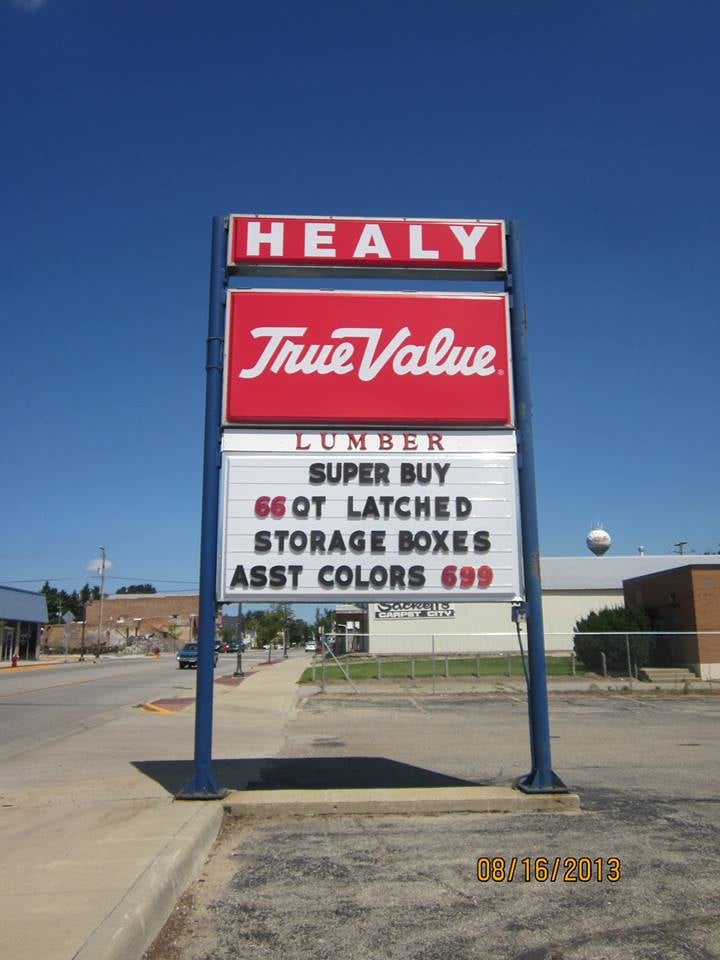 HEALY
True Value
LUMBER
SUPER BUY
66 QT LATCHED
STORAGE BOXES
ASST COLORS 699
Sackett's
CARPET CITY
08/16/2013